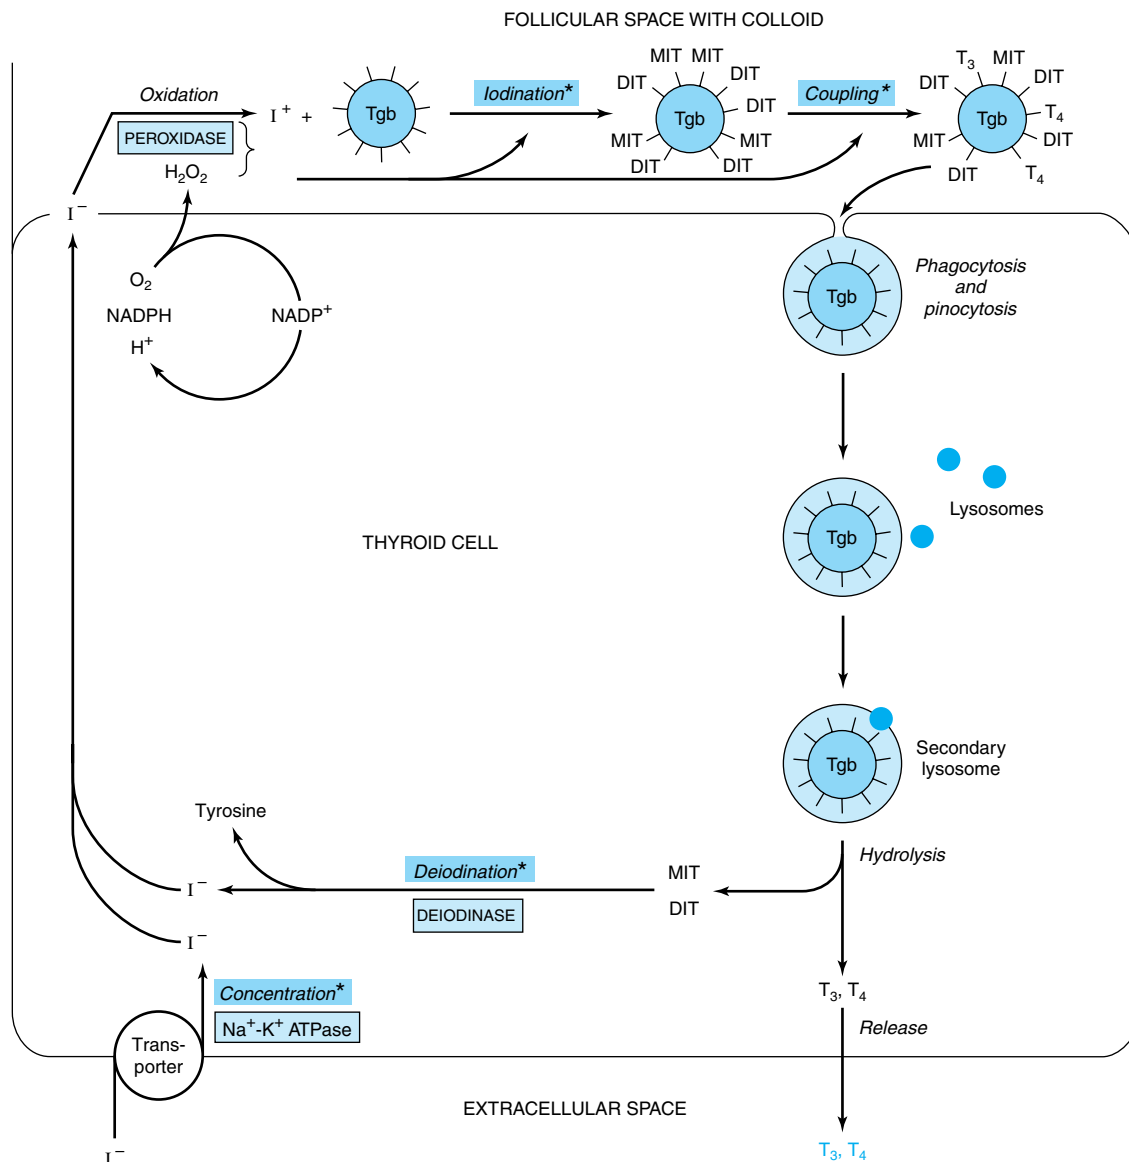 FOLLICULAR SPACE WITH COLLOID
Oxidation
PEROXIDASE
H₂O₂
I⁺ +
Tgb
Iodination*
MIT MIT
DIT DIT
DIT
Tgb
MIT MIT
DIT DIT
Coupling*
T₃ MIT
DIT DIT
T₄
Tgb
MIT DIT
DIT T₄
I⁻
O₂
NADPH
H⁺
NADP⁺
Tgb
Phagocytosis
and
pinocytosis
THYROID CELL
Tgb
Lysosomes
Tgb
Secondary
lysosome
Hydrolysis
Tyrosine
Deiodination*
DEIODINASE
MIT
DIT
I⁻
I⁻
Concentration*
Na⁺-K⁺ ATPase
Trans-
porter
T₃, T₄
Release
EXTRACELLULAR SPACE
I⁻
T₃, T₄